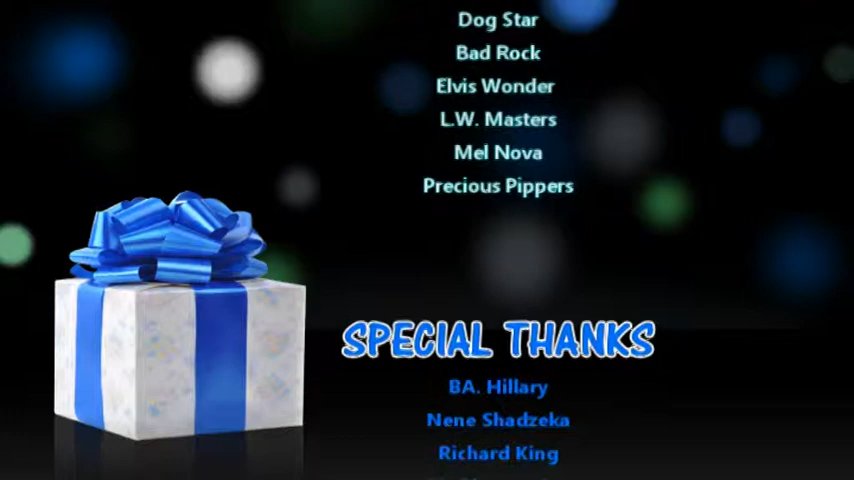 Dog Star
Bad Rock
Elvis Wonder
L.W. Masters
Mel Nova
Precious Pippers
SPECIAL THANKS
BA. Hillary
Nene Shadzeka
Richard King